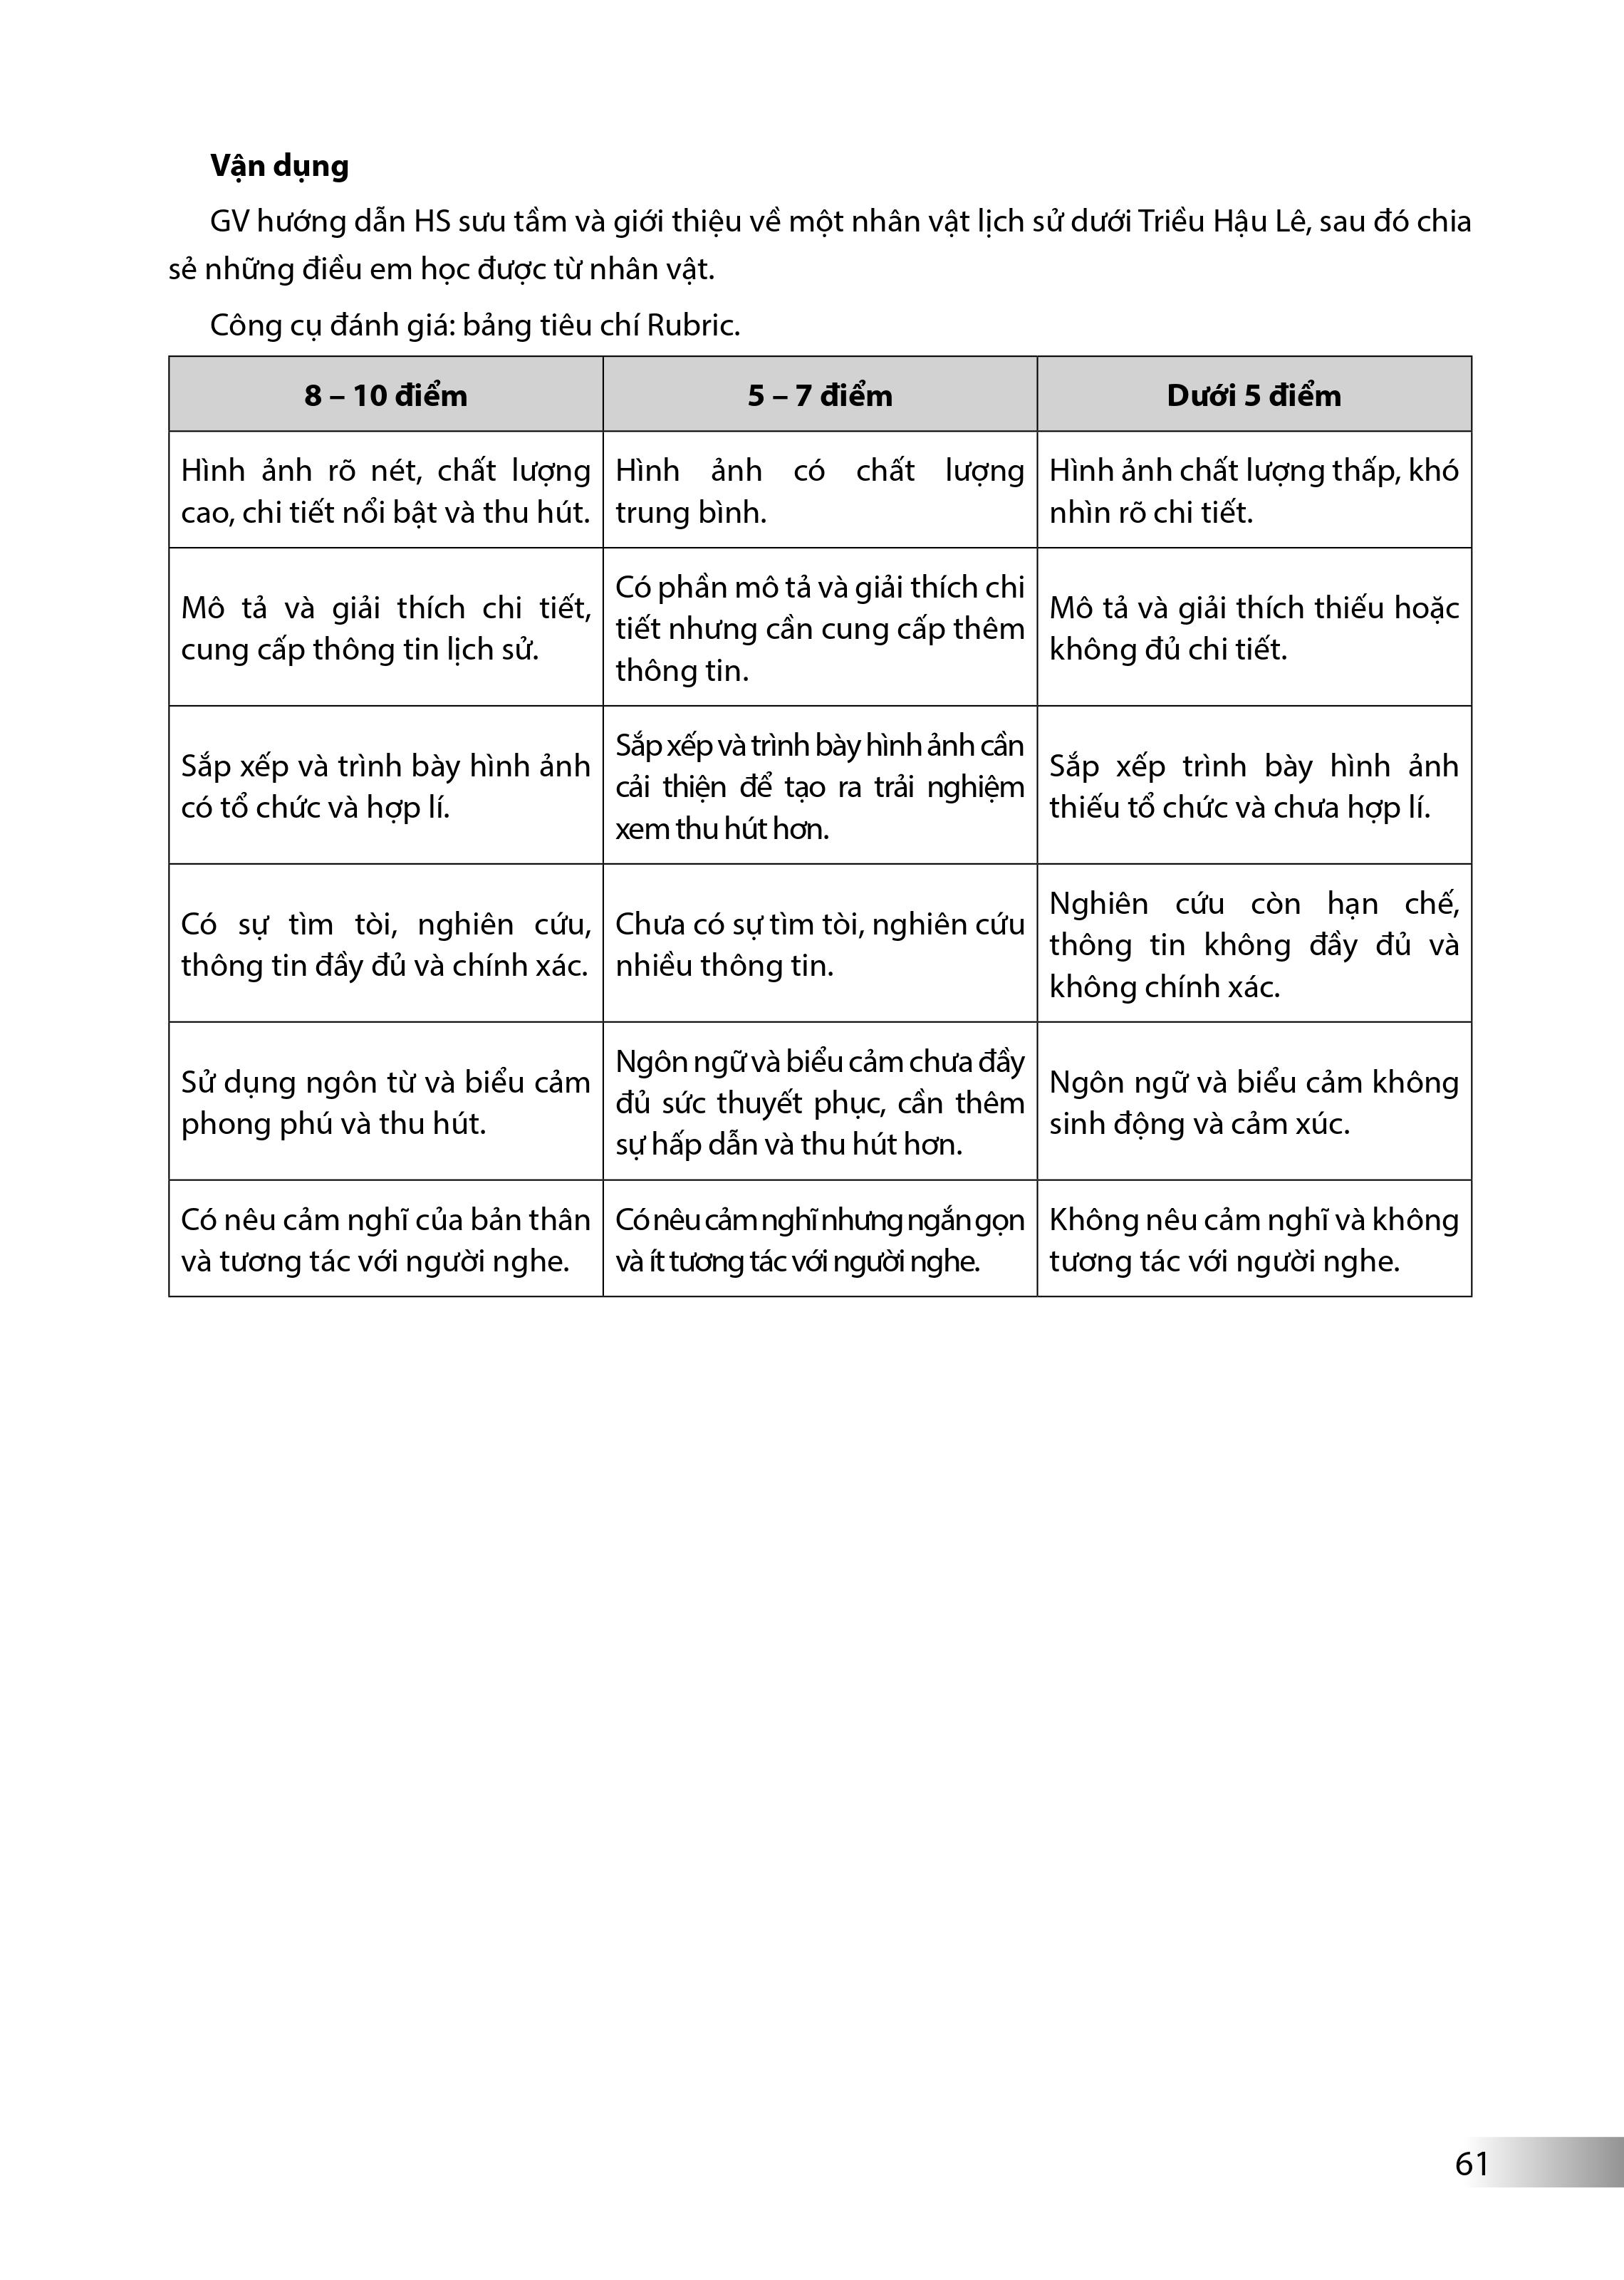 Vận dụng
GV hướng dẫn HS sưu tầm và giới thiệu về một nhân vật lịch sử dưới Triều Hậu Lê, sau đó chia
sẻ những điều em học được từ nhân vật.
Công cụ đánh giá: bảng tiêu chí Rubric.
8 – 10 điểm
5 – 7 điểm
Dưới 5 điểm
Hình ảnh rõ nét, chất lượng
cao, chi tiết nổi bật và thu hút.
Hình ảnh có chất lượng
trung bình.
Hình ảnh chất lượng thấp, khó
nhìn rõ chi tiết.
Mô tả và giải thích chi tiết,
cung cấp thông tin lịch sử.
Có phần mô tả và giải thích chi
tiết nhưng cần cung cấp thêm
thông tin.
Mô tả và giải thích thiếu hoặc
không đủ chi tiết.
Sắp xếp và trình bày hình ảnh
có tổ chức và hợp lí.
Sắp xếp và trình bày hình ảnh cần
cải thiện để tạo ra trải nghiệm
xem thu hút hơn.
Sắp xếp trình bày hình ảnh
thiếu tổ chức và chưa hợp lí.
Có sự tìm tòi, nghiên cứu,
thông tin đầy đủ và chính xác.
Chưa có sự tìm tòi, nghiên cứu
nhiều thông tin.
Nghiên cứu còn hạn chế,
thông tin không đầy đủ và
không chính xác.
Sử dụng ngôn từ và biểu cảm
phong phú và thu hút.
Ngôn ngữ và biểu cảm chưa đầy
đủ sức thuyết phục, cần thêm
sự hấp dẫn và thu hút hơn.
Ngôn ngữ và biểu cảm không
sinh động và cảm xúc.
Có nêu cảm nghĩ của bản thân
và tương tác với người nghe.
Có nêu cảm nghĩ nhưng ngắn gọn
và ít tương tác với người nghe.
Không nêu cảm nghĩ và không
tương tác với người nghe.
61